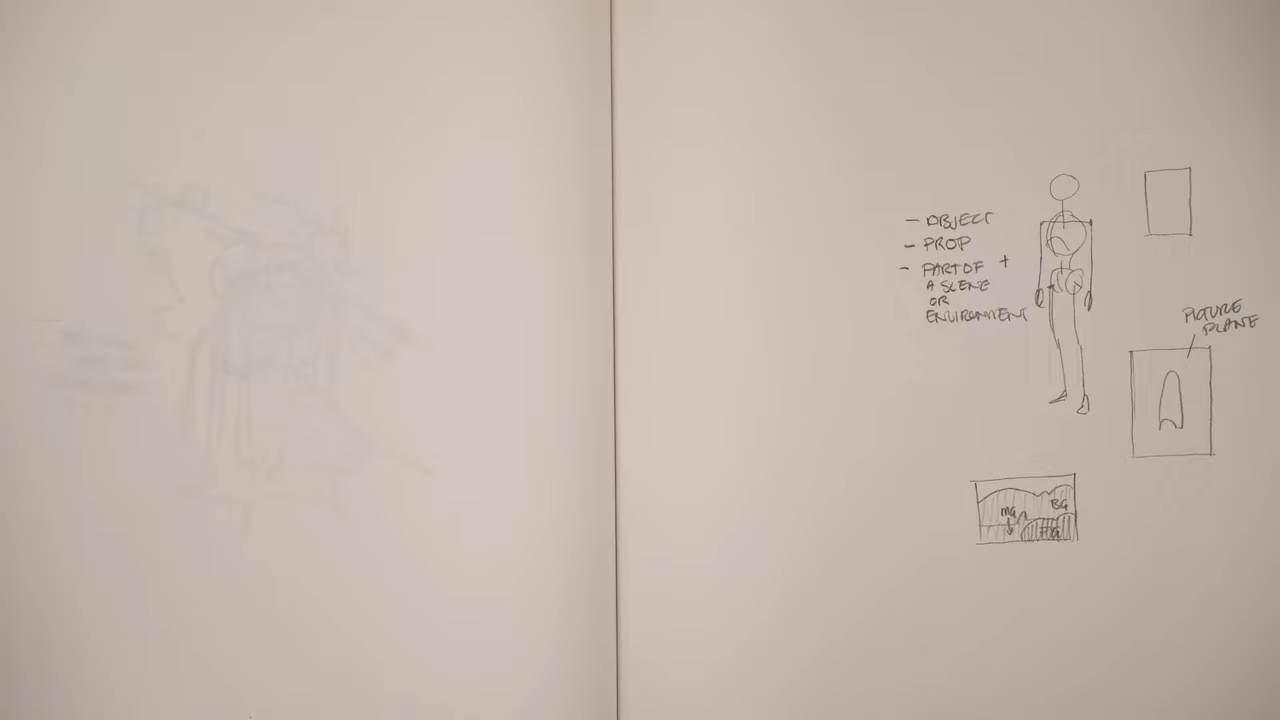 - OBJECT
- PROP
- PART OF +
A SCENE
OR
ENVIRONMENT
PICTURE
PLANE
BG
MG
FG